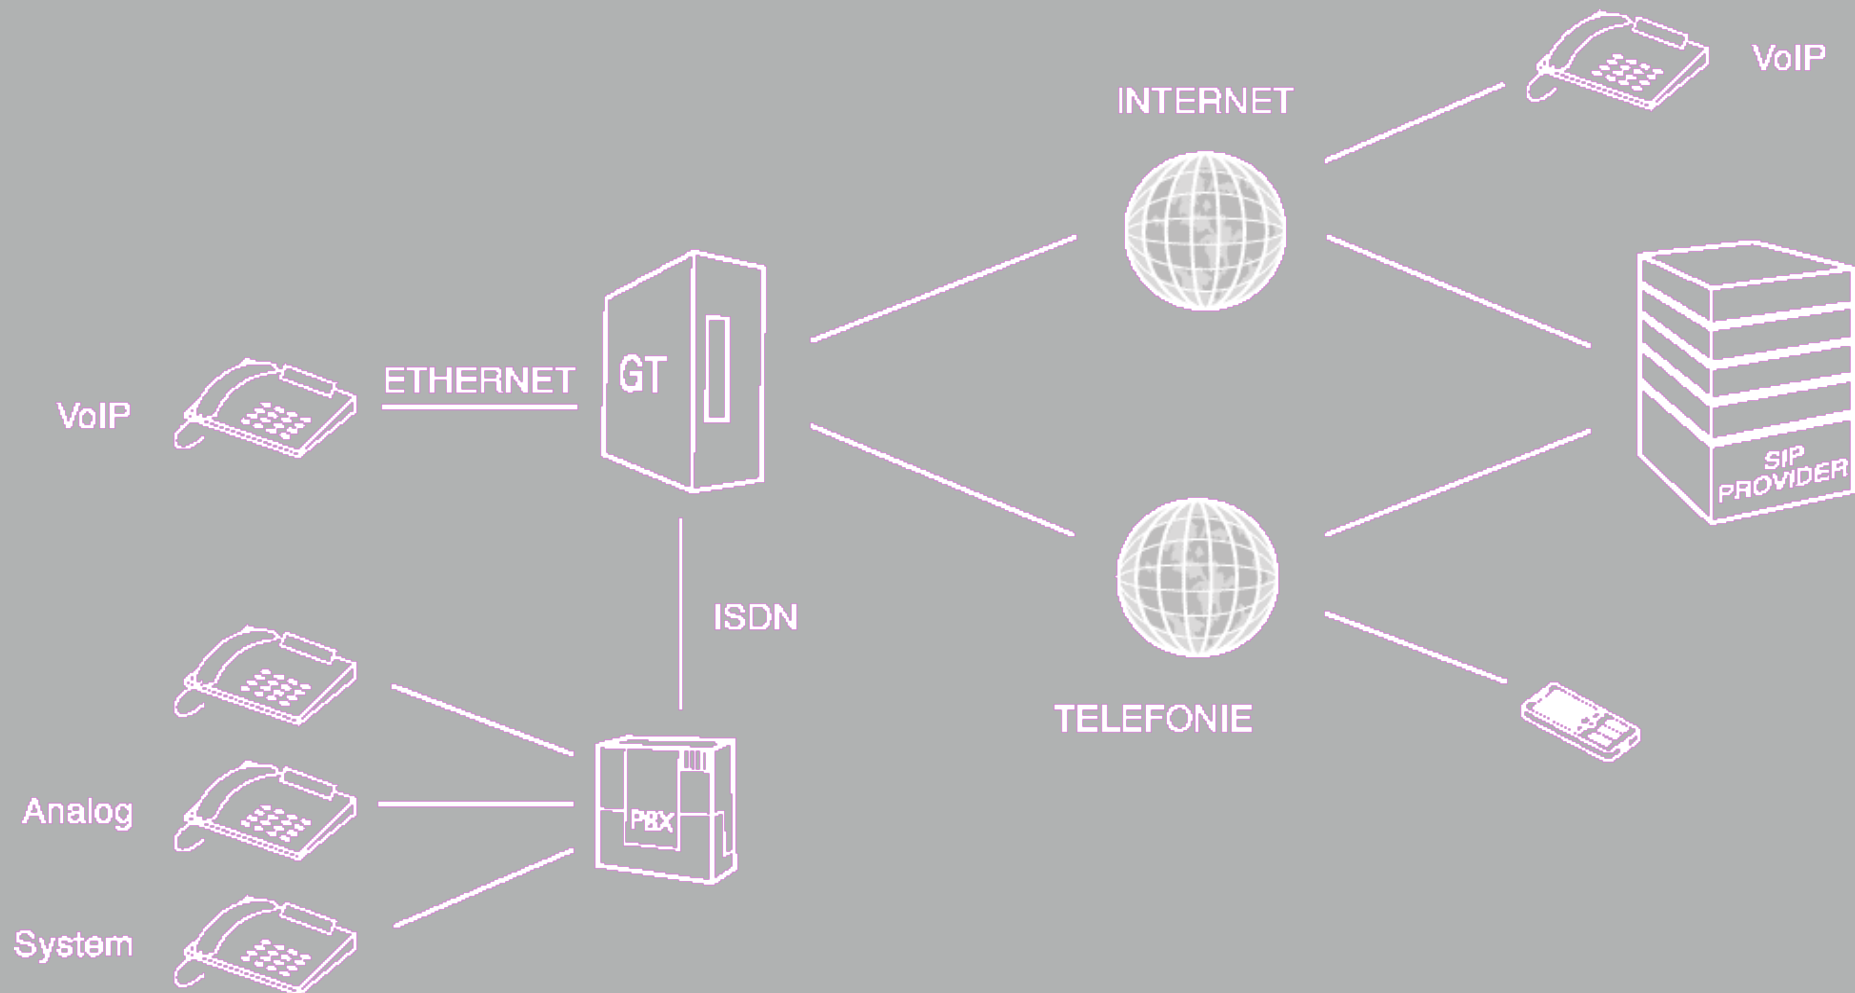 VoIP
INTERNET
GT
ETHERNET
VoIP
SIP
PROVIDER
ISDN
TELEFONIE
Analog
PBX
System